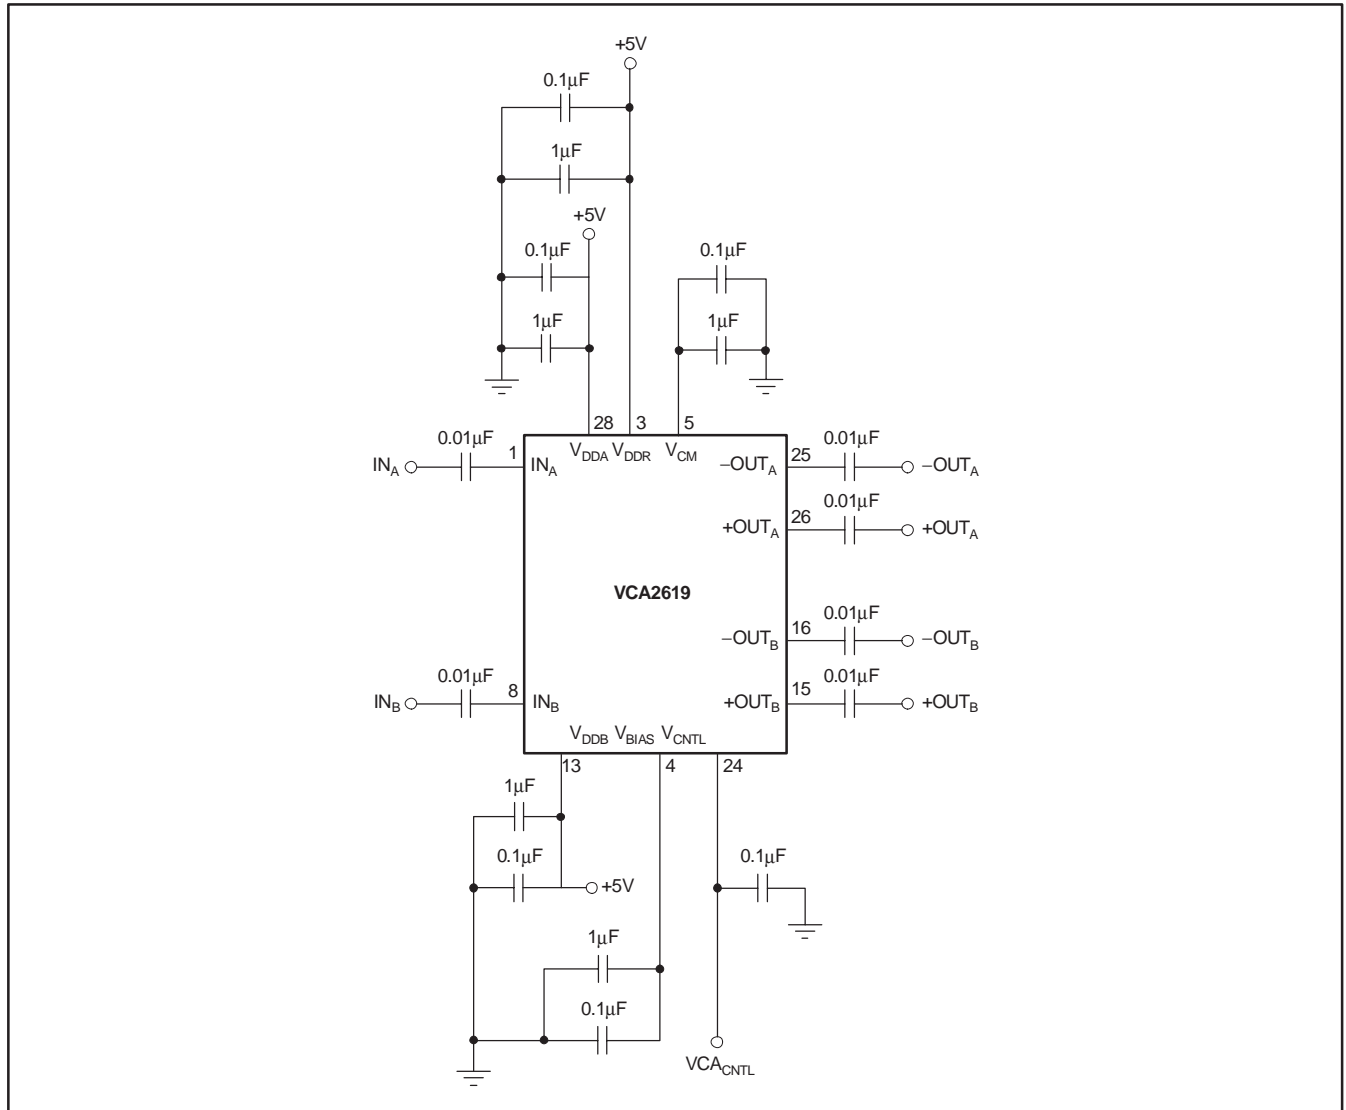 +5V
0.1μF
1μF
+5V
0.1μF
0.1μF
1μF
1μF
28 3 5
0.01μF
0.01μF
V_DDA V_DDR V_CM
IN_A 1 IN_A
−OUT_A 25 −OUT_A
0.01μF
+OUT_A 26 +OUT_A
VCA2619
0.01μF
−OUT_B 16 −OUT_B
0.01μF
0.01μF
IN_B 8 IN_B
+OUT_B 15 +OUT_B
V_DDB V_BIAS V_CNTL
13 4 24
1μF
0.1μF
0.1μF
+5V
1μF
0.1μF
VCA_CNTL